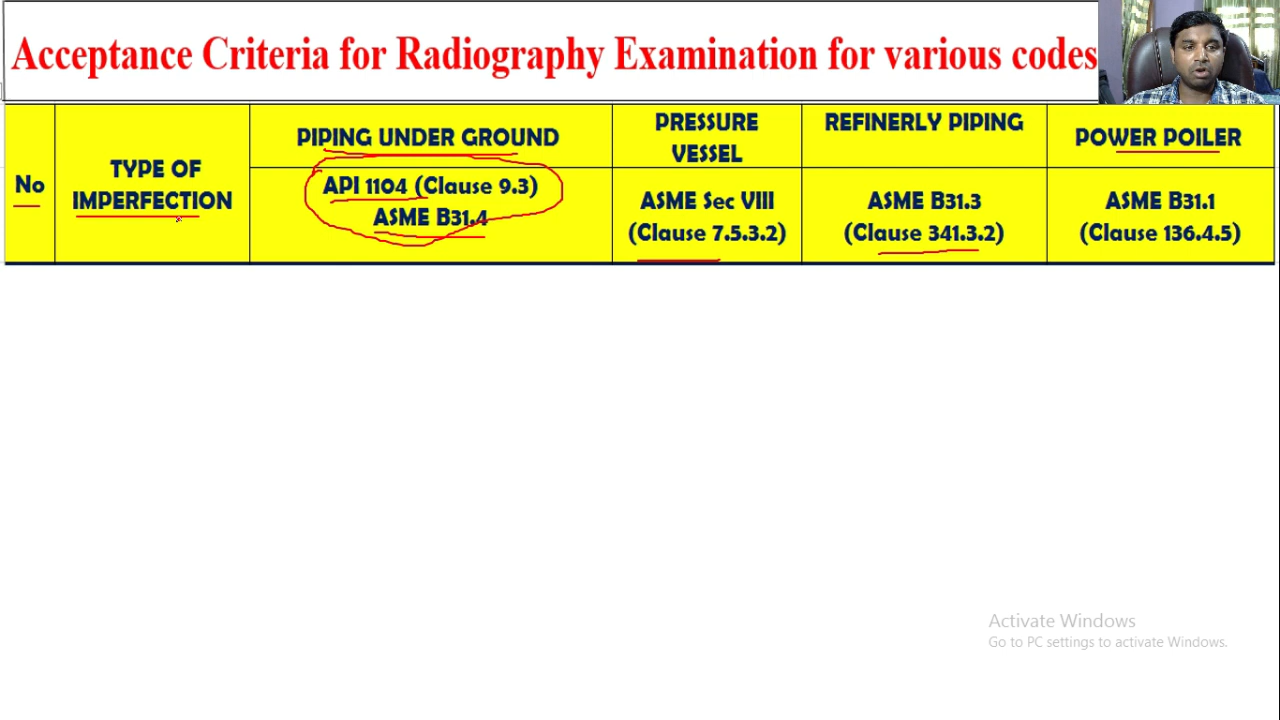 Acceptance Criteria for Radiography Examination for various codes
No
TYPE OF
IMPERFECTION
PIPING UNDER GROUND
API 1104 (Clause 9.3)
ASME B31.4
PRESSURE
VESSEL
ASME Sec VIII
(Clause 7.5.3.2)
REFINERLY PIPING
ASME B31.3
(Clause 341.3.2)
POWER POILER
ASME B31.1
(Clause 136.4.5)
Activate Windows
Go to PC settings to activate Windows.